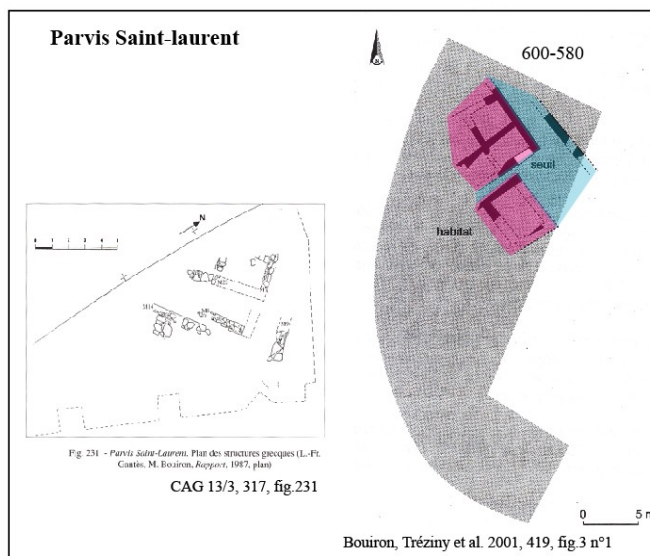 Parvis Saint-laurent
600-580
seuil
habitat
N
Fig. 231 - Parvis Saint-Laurent. Plan des structures grecques (L.-Fr.
Gantès, M. Bouiron, Rapport, 1987, plan)
CAG 13/3, 317, fig.231
0 5 m
Bouiron, Tréziny et al. 2001, 419, fig.3 n°1